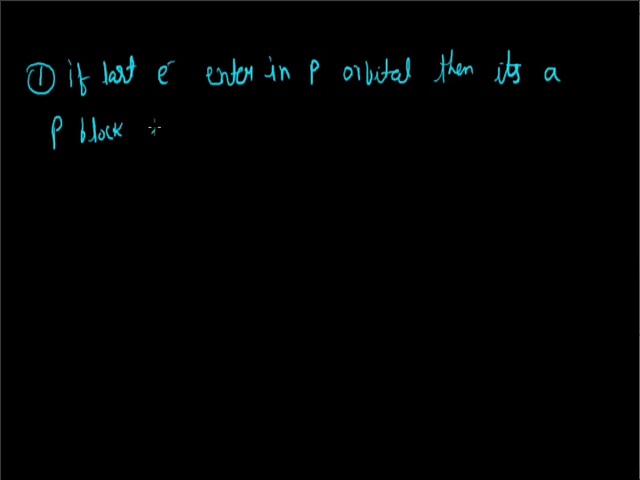 ① if last e⁻ enter in p orbital then its a
p block